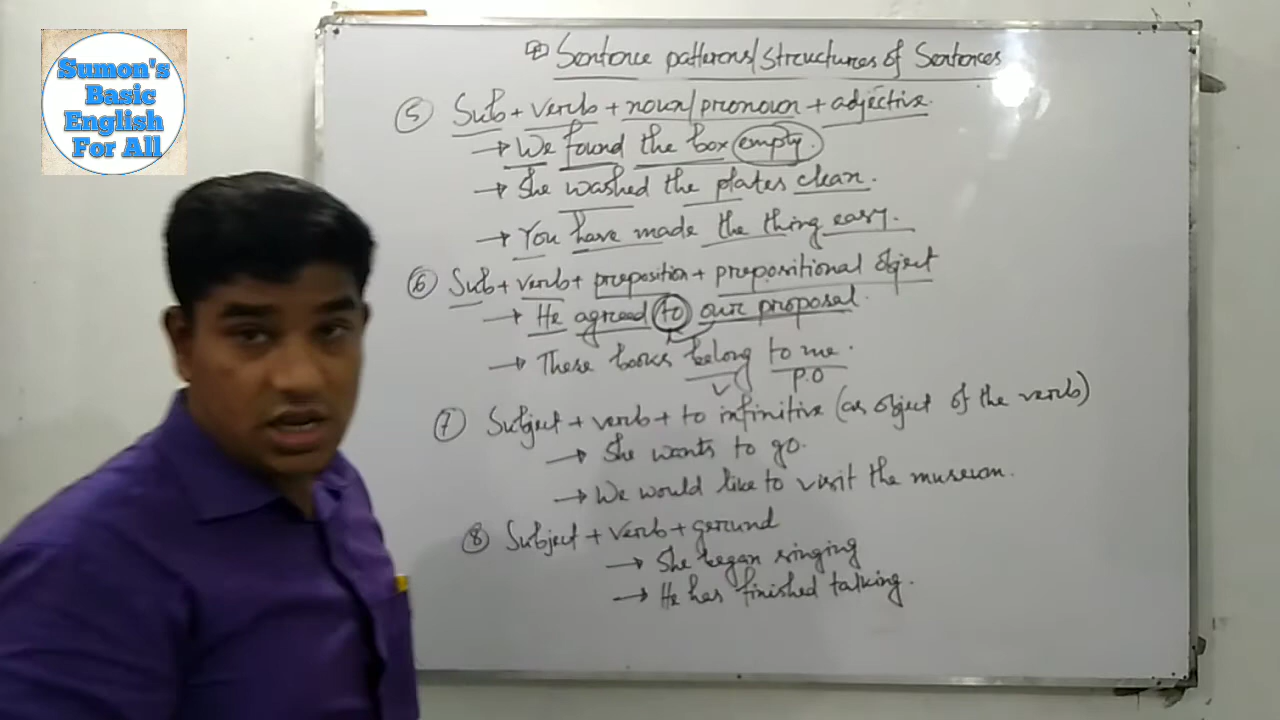 Sumon's
Basic
English
For All
Sentence patterns/Structures of Sentences
⑤ Sub + verb + noun/pronoun + adjective.
→ We found the box empty.
→ She washed the plates clean.
→ You have made the thing easy.
⑥ Sub + verb + preposition + prepositional object
→ He agreed to our proposal.
→ These books belong to me.
V P.O
⑦ Subject + verb + to infinitive (as object of the verb)
→ She wants to go.
→ We would like to visit the museum.
⑧ Subject + verb + gerund
→ She began singing
→ He has finished talking.